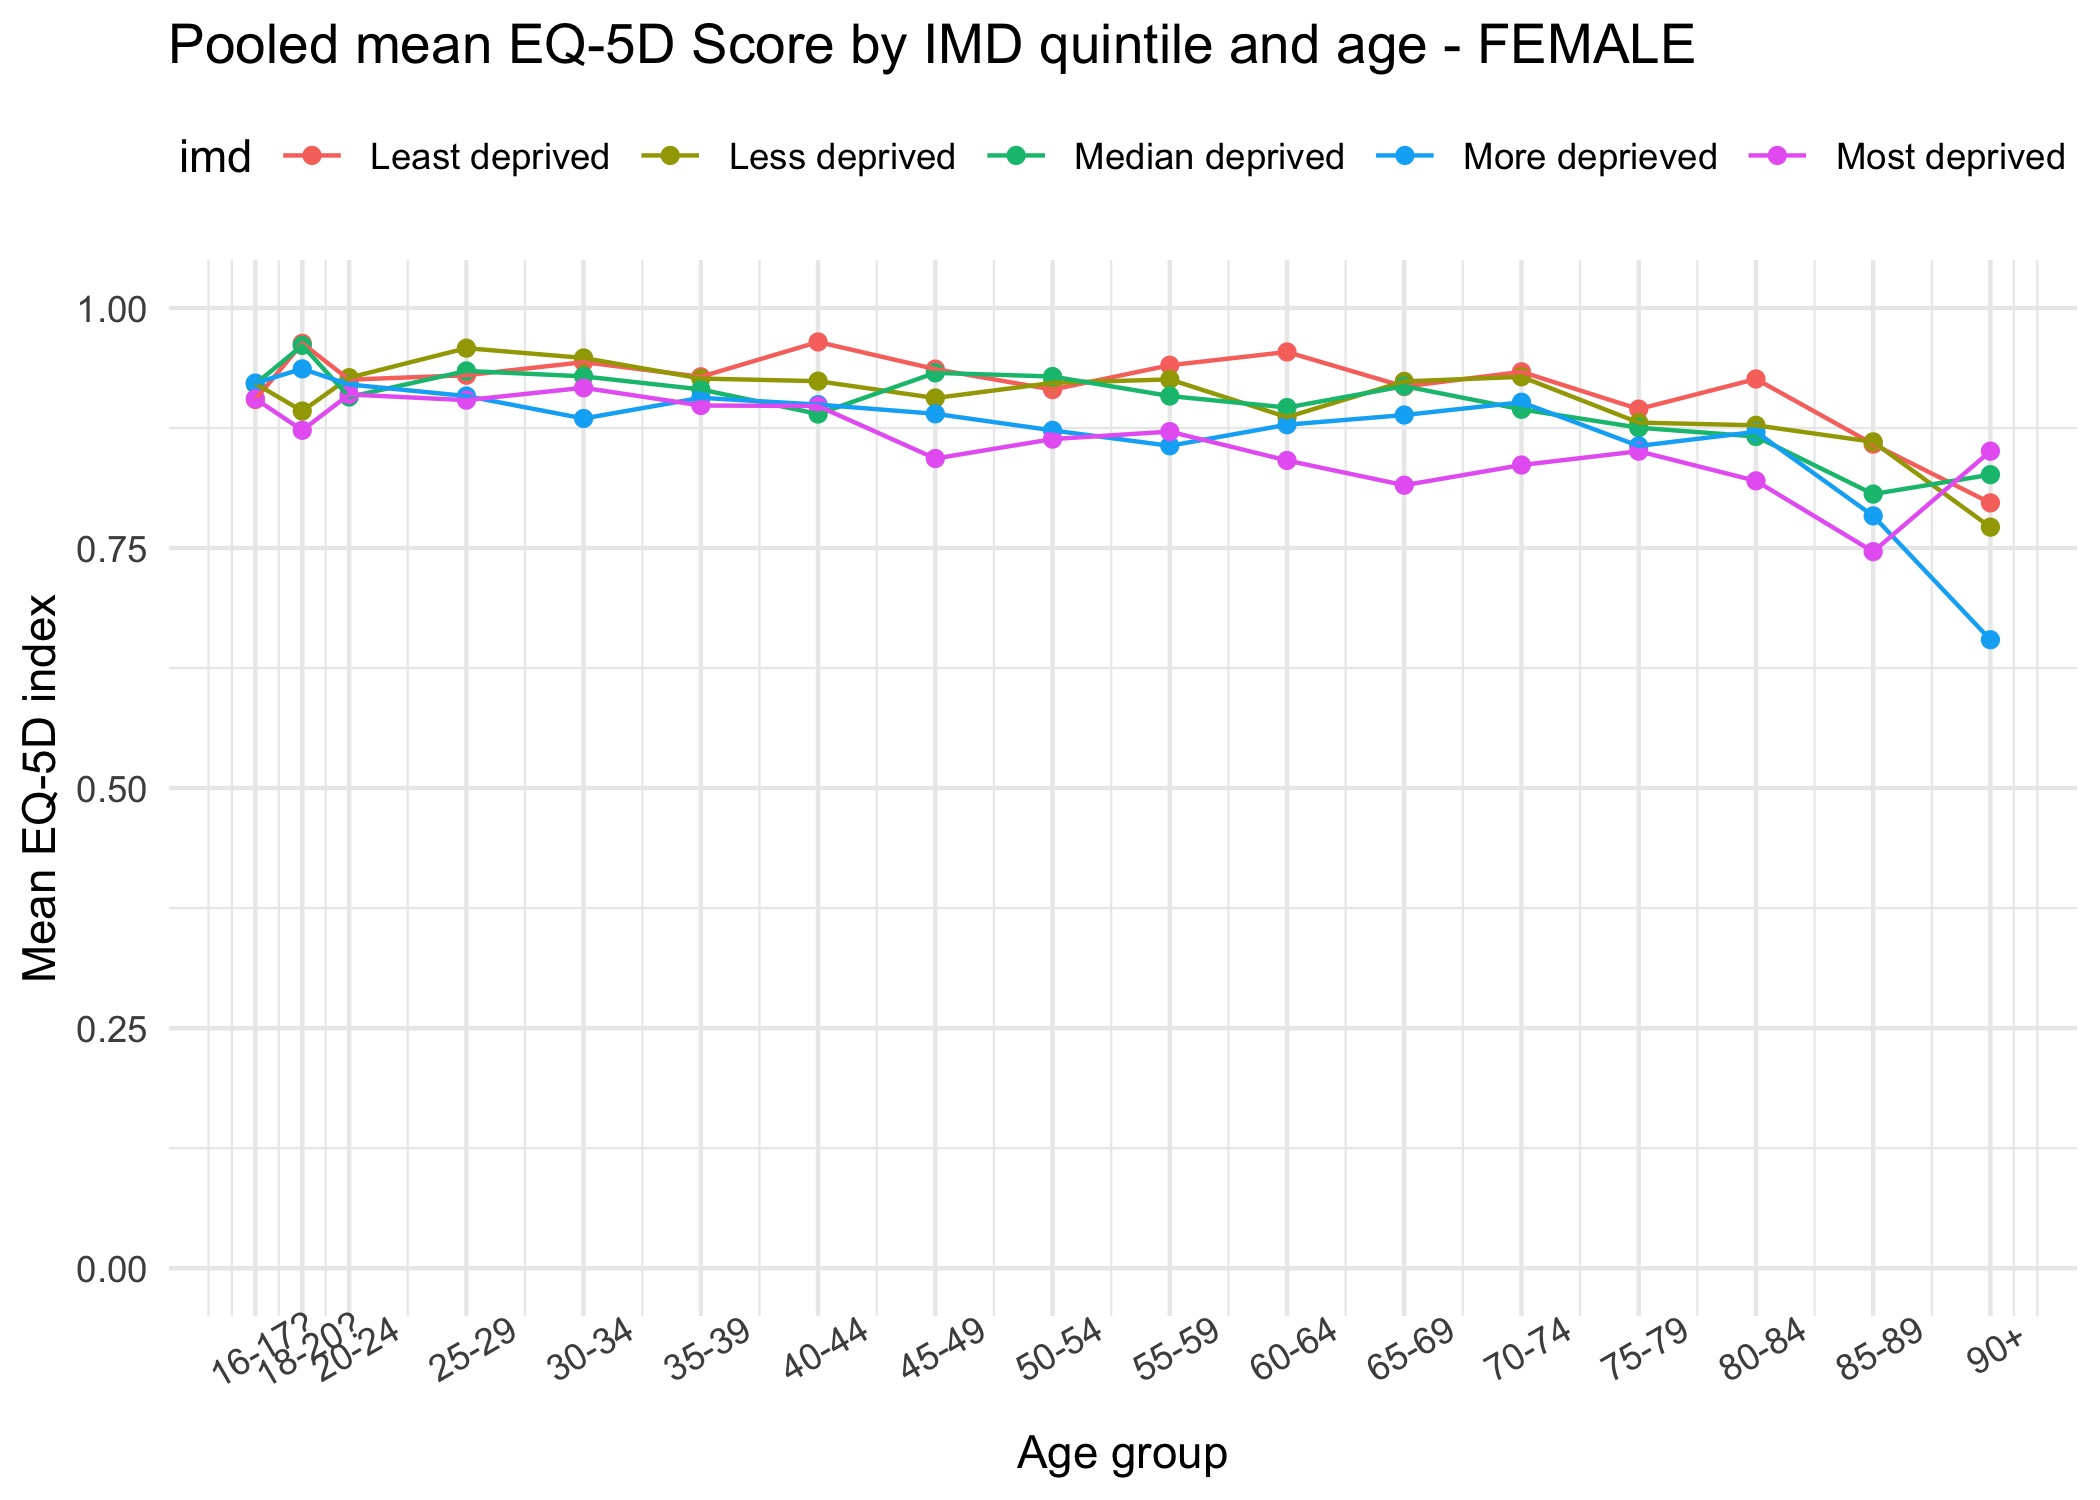 Pooled mean EQ-5D Score by IMD quintile and age - FEMALE
imd Least deprived Less deprived Median deprived More deprieved Most deprived
1.00
0.75
0.50
0.25
0.00
Mean EQ-5D index
16-17? 18-20? 20-24 25-29 30-34 35-39 40-44 45-49 50-54 55-59 60-64 65-69 70-74 75-79 80-84 85-89 90+
Age group